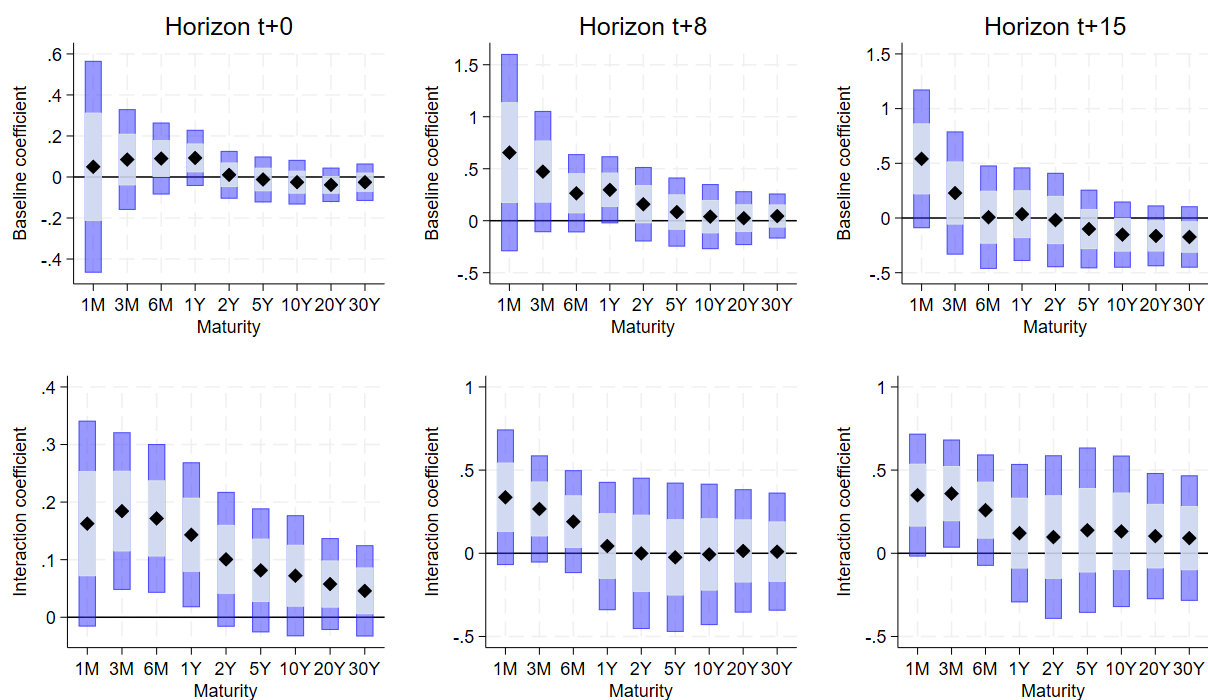 Horizon t+0
Baseline coefficient
.6
.4
.2
0
-.2
-.4
1M 3M 6M 1Y 2Y 5Y 10Y 20Y 30Y
Maturity
Horizon t+8
Baseline coefficient
1.5
1
.5
0
-.5
1M 3M 6M 1Y 2Y 5Y 10Y 20Y 30Y
Maturity
Horizon t+15
Baseline coefficient
1.5
1
.5
0
-.5
1M 3M 6M 1Y 2Y 5Y 10Y 20Y 30Y
Maturity
Interaction coefficient
.4
.3
.2
.1
0
1M 3M 6M 1Y 2Y 5Y 10Y 20Y 30Y
Maturity
Interaction coefficient
1
.5
0
-.5
1M 3M 6M 1Y 2Y 5Y 10Y 20Y 30Y
Maturity
Interaction coefficient
1
.5
0
-.5
1M 3M 6M 1Y 2Y 5Y 10Y 20Y 30Y
Maturity